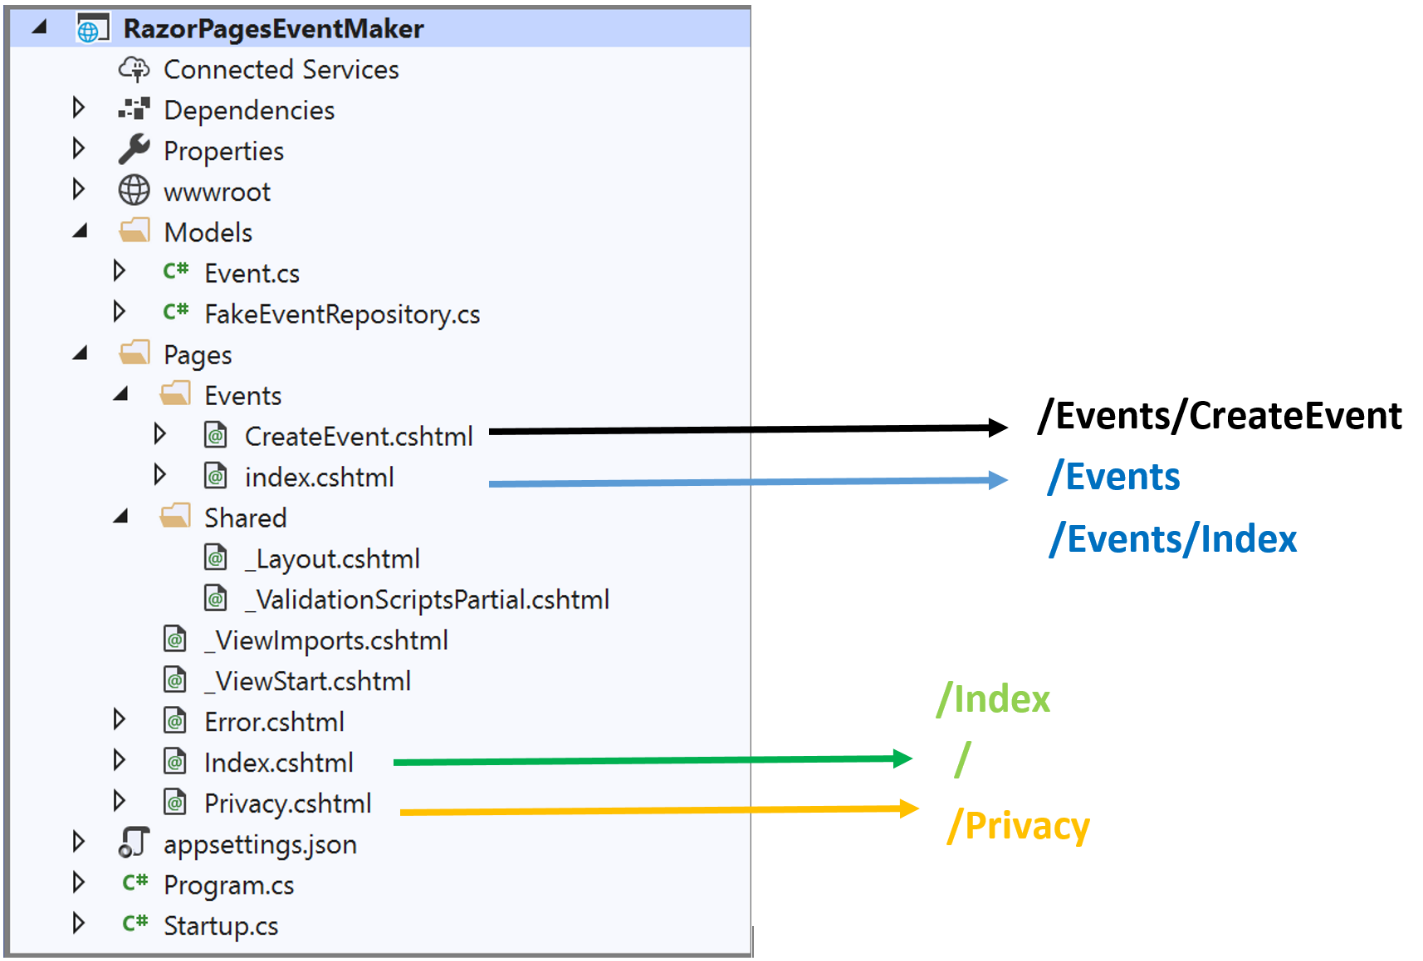 RazorPagesEventMaker
Connected Services
Dependencies
Properties
wwwroot
Models
C# Event.cs
C# FakeEventRepository.cs
Pages
Events
@ CreateEvent.cshtml
/Events/CreateEvent
@ index.cshtml
/Events
/Events/Index
Shared
@ _Layout.cshtml
@ _ValidationScriptsPartial.cshtml
@ _ViewImports.cshtml
@ _ViewStart.cshtml
@ Error.cshtml
/Index
@ Index.cshtml
/
@ Privacy.cshtml
/Privacy
appsettings.json
C# Program.cs
C# Startup.cs